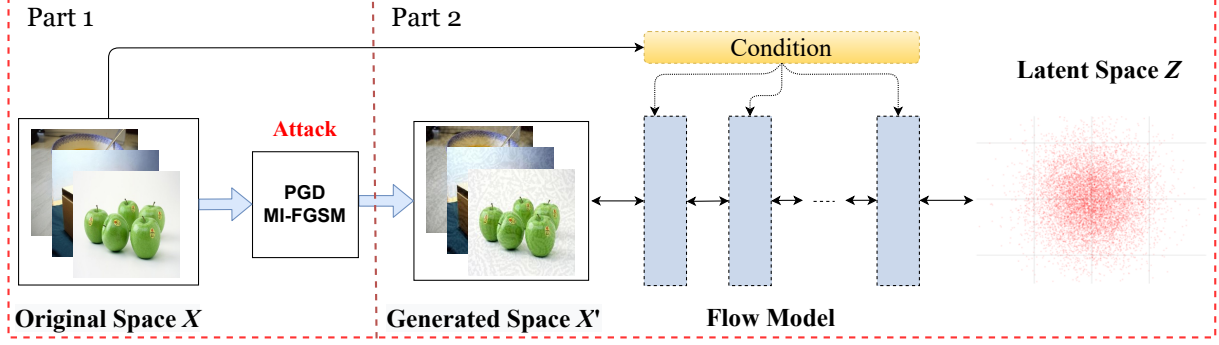 Part 1
Part 2
Condition
Latent Space Z
Attack
PGD
MI-FGSM
Original Space X
Generated Space X'
Flow Model